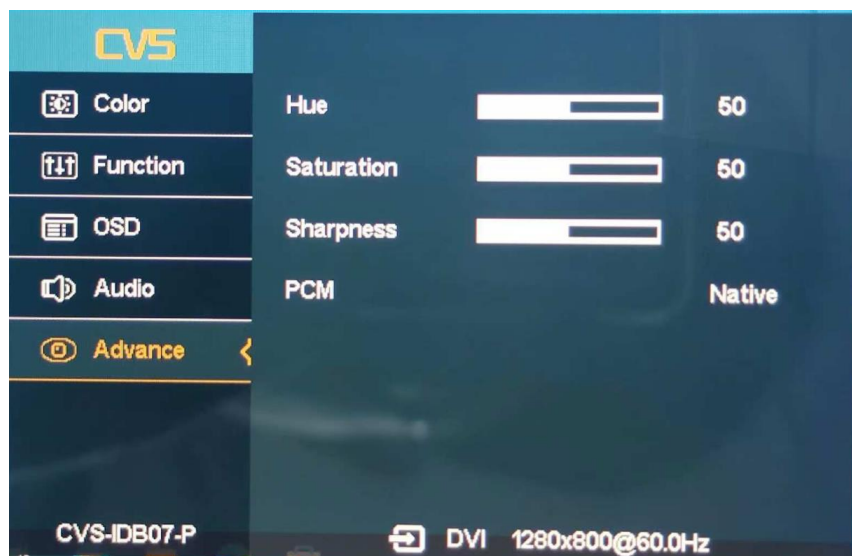 CVS
Color
Function
OSD
Audio
Advance
Hue 50
Saturation 50
Sharpness 50
PCM Native
CVS-IDB07-P
DVI 1280x800@60.0Hz